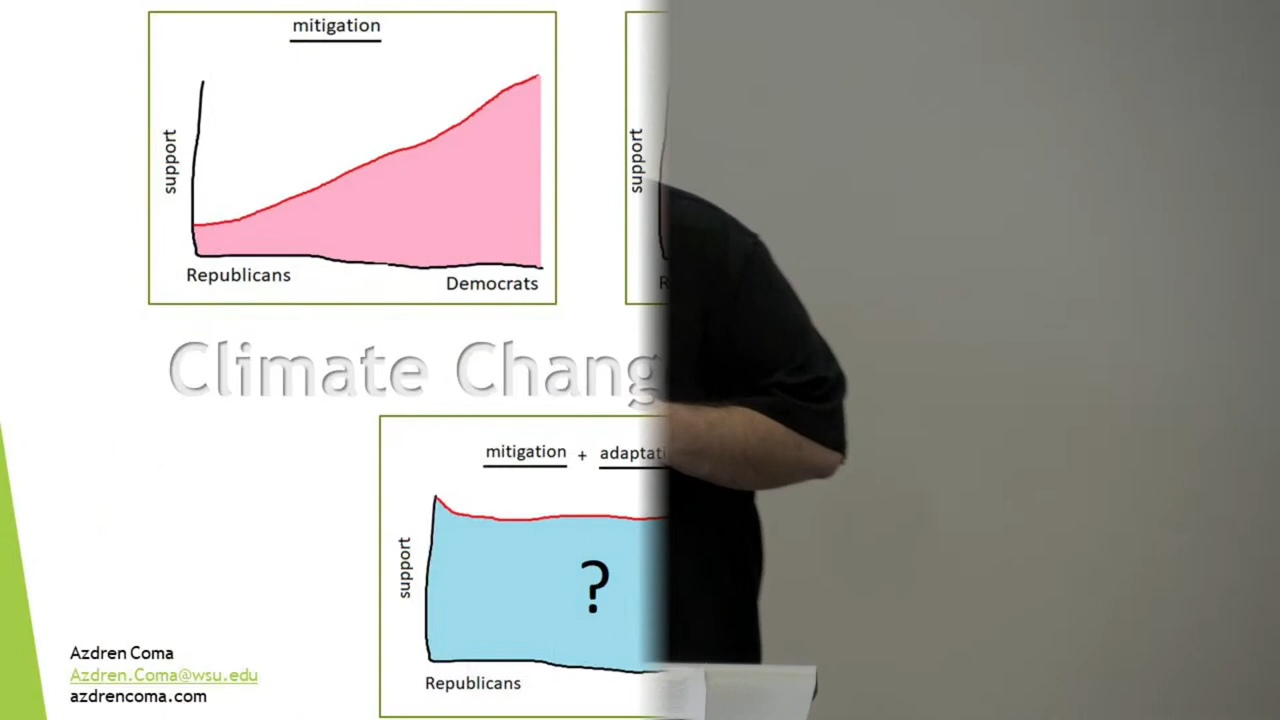 mitigation
support
support
Republicans
Democrats
R
Climate Chang
mitigation + adaptati
support
?
Republicans
Azdren Coma
Azdren.Coma@wsu.edu
azdrencoma.com